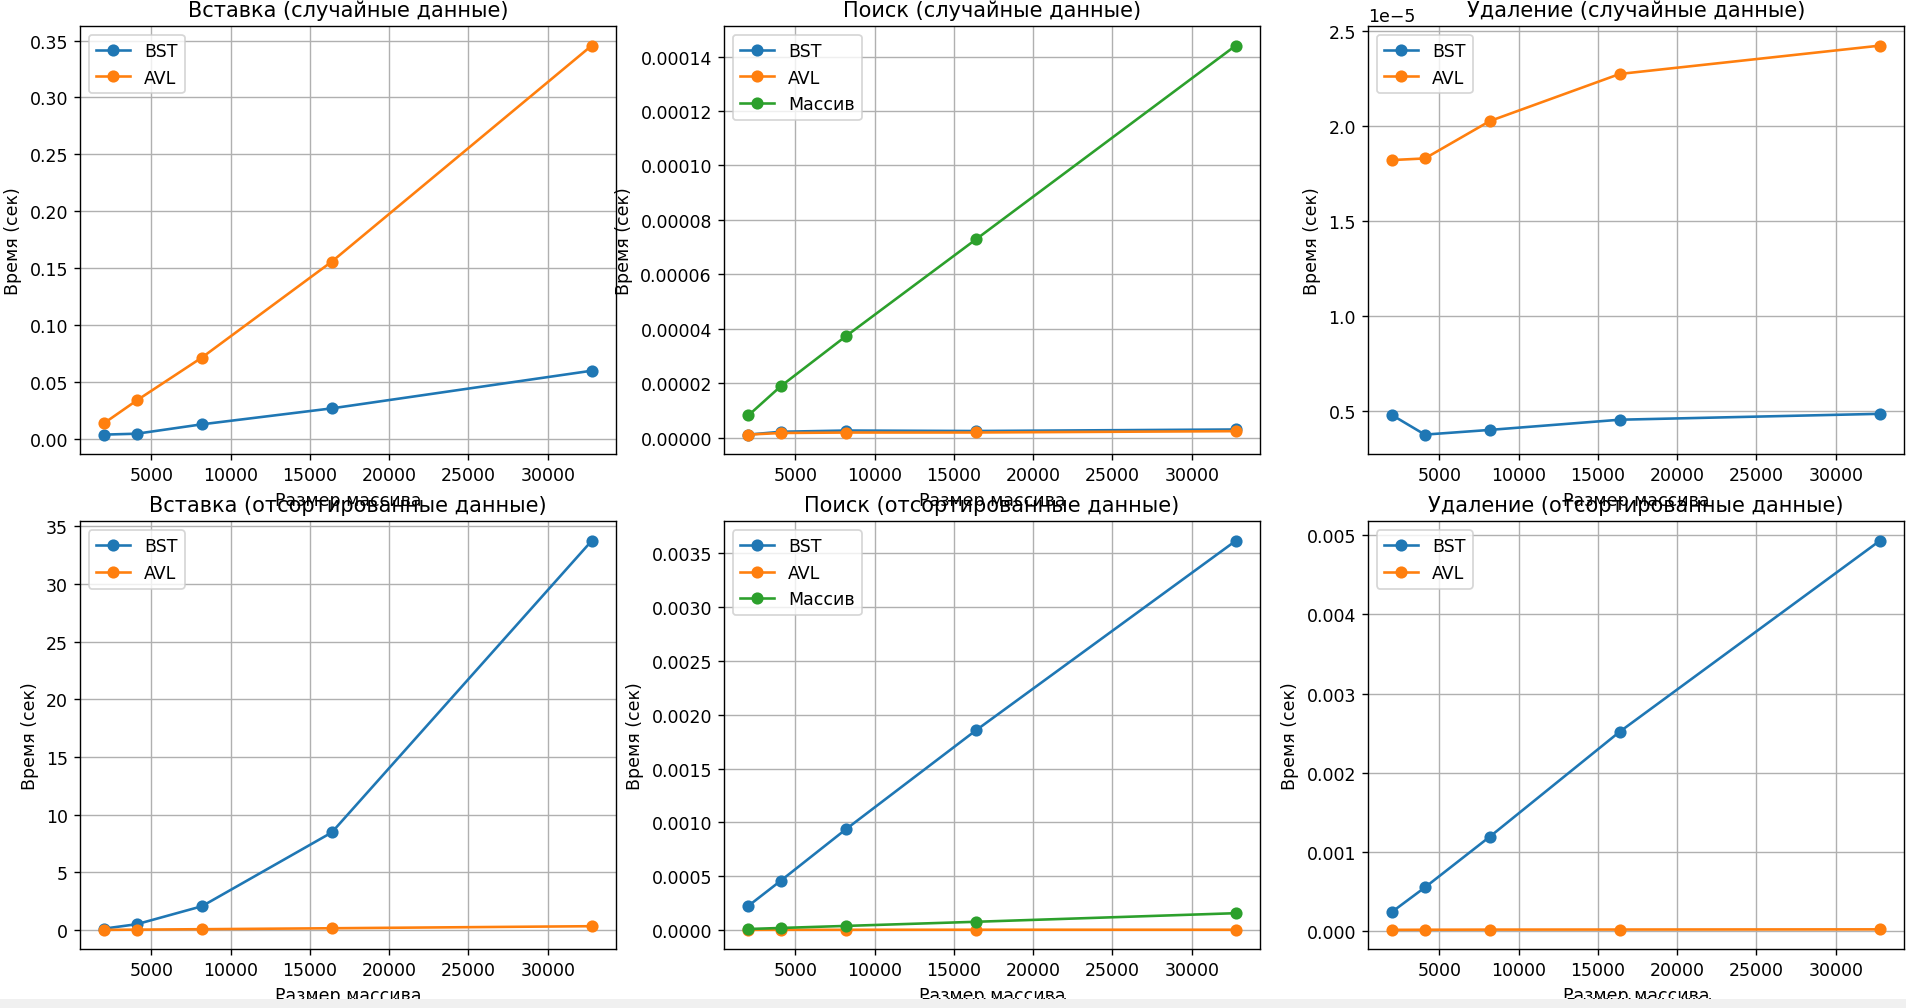 Вставка (случайные данные)
0.35
0.30
0.25
0.20
0.15
0.10
0.05
0.00
Время (сек)
BST
AVL
5000 10000 15000 20000 25000 30000
Размер массива
Поиск (случайные данные)
0.00014
0.00012
0.00010
0.00008
0.00006
0.00004
0.00002
0.00000
Время (сек)
BST
AVL
Массив
5000 10000 15000 20000 25000 30000
Размер массива
Удаление (случайные данные)
1e−5
2.5
2.0
1.5
1.0
0.5
Время (сек)
BST
AVL
5000 10000 15000 20000 25000 30000
Размер массива
Вставка (отсортированные данные)
35
30
25
20
15
10
5
0
Время (сек)
BST
AVL
5000 10000 15000 20000 25000 30000
Размер массива
Поиск (отсортированные данные)
0.0035
0.0030
0.0025
0.0020
0.0015
0.0010
0.0005
0.0000
Время (сек)
BST
AVL
Массив
5000 10000 15000 20000 25000 30000
Размер массива
Удаление (отсортированные данные)
0.005
0.004
0.003
0.002
0.001
0.000
Время (сек)
BST
AVL
5000 10000 15000 20000 25000 30000
Размер массива